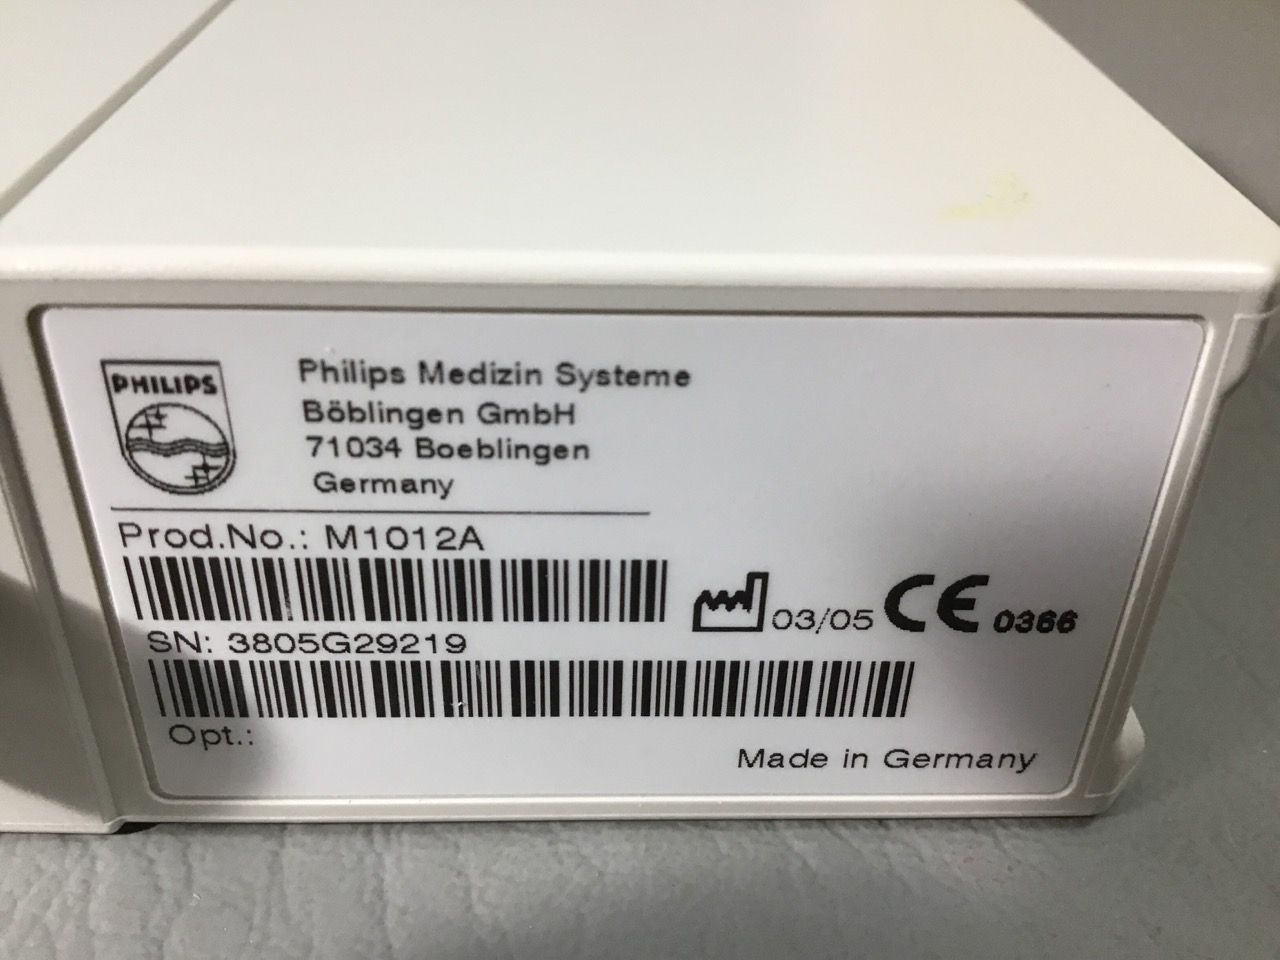 PHILIPS
Philips Medizin Systeme
Böblingen GmbH
71034 Boeblingen
Germany
Prod.No.: M1012A
03/05 CE 0366
SN: 3805G29219
Opt.:
Made in Germany